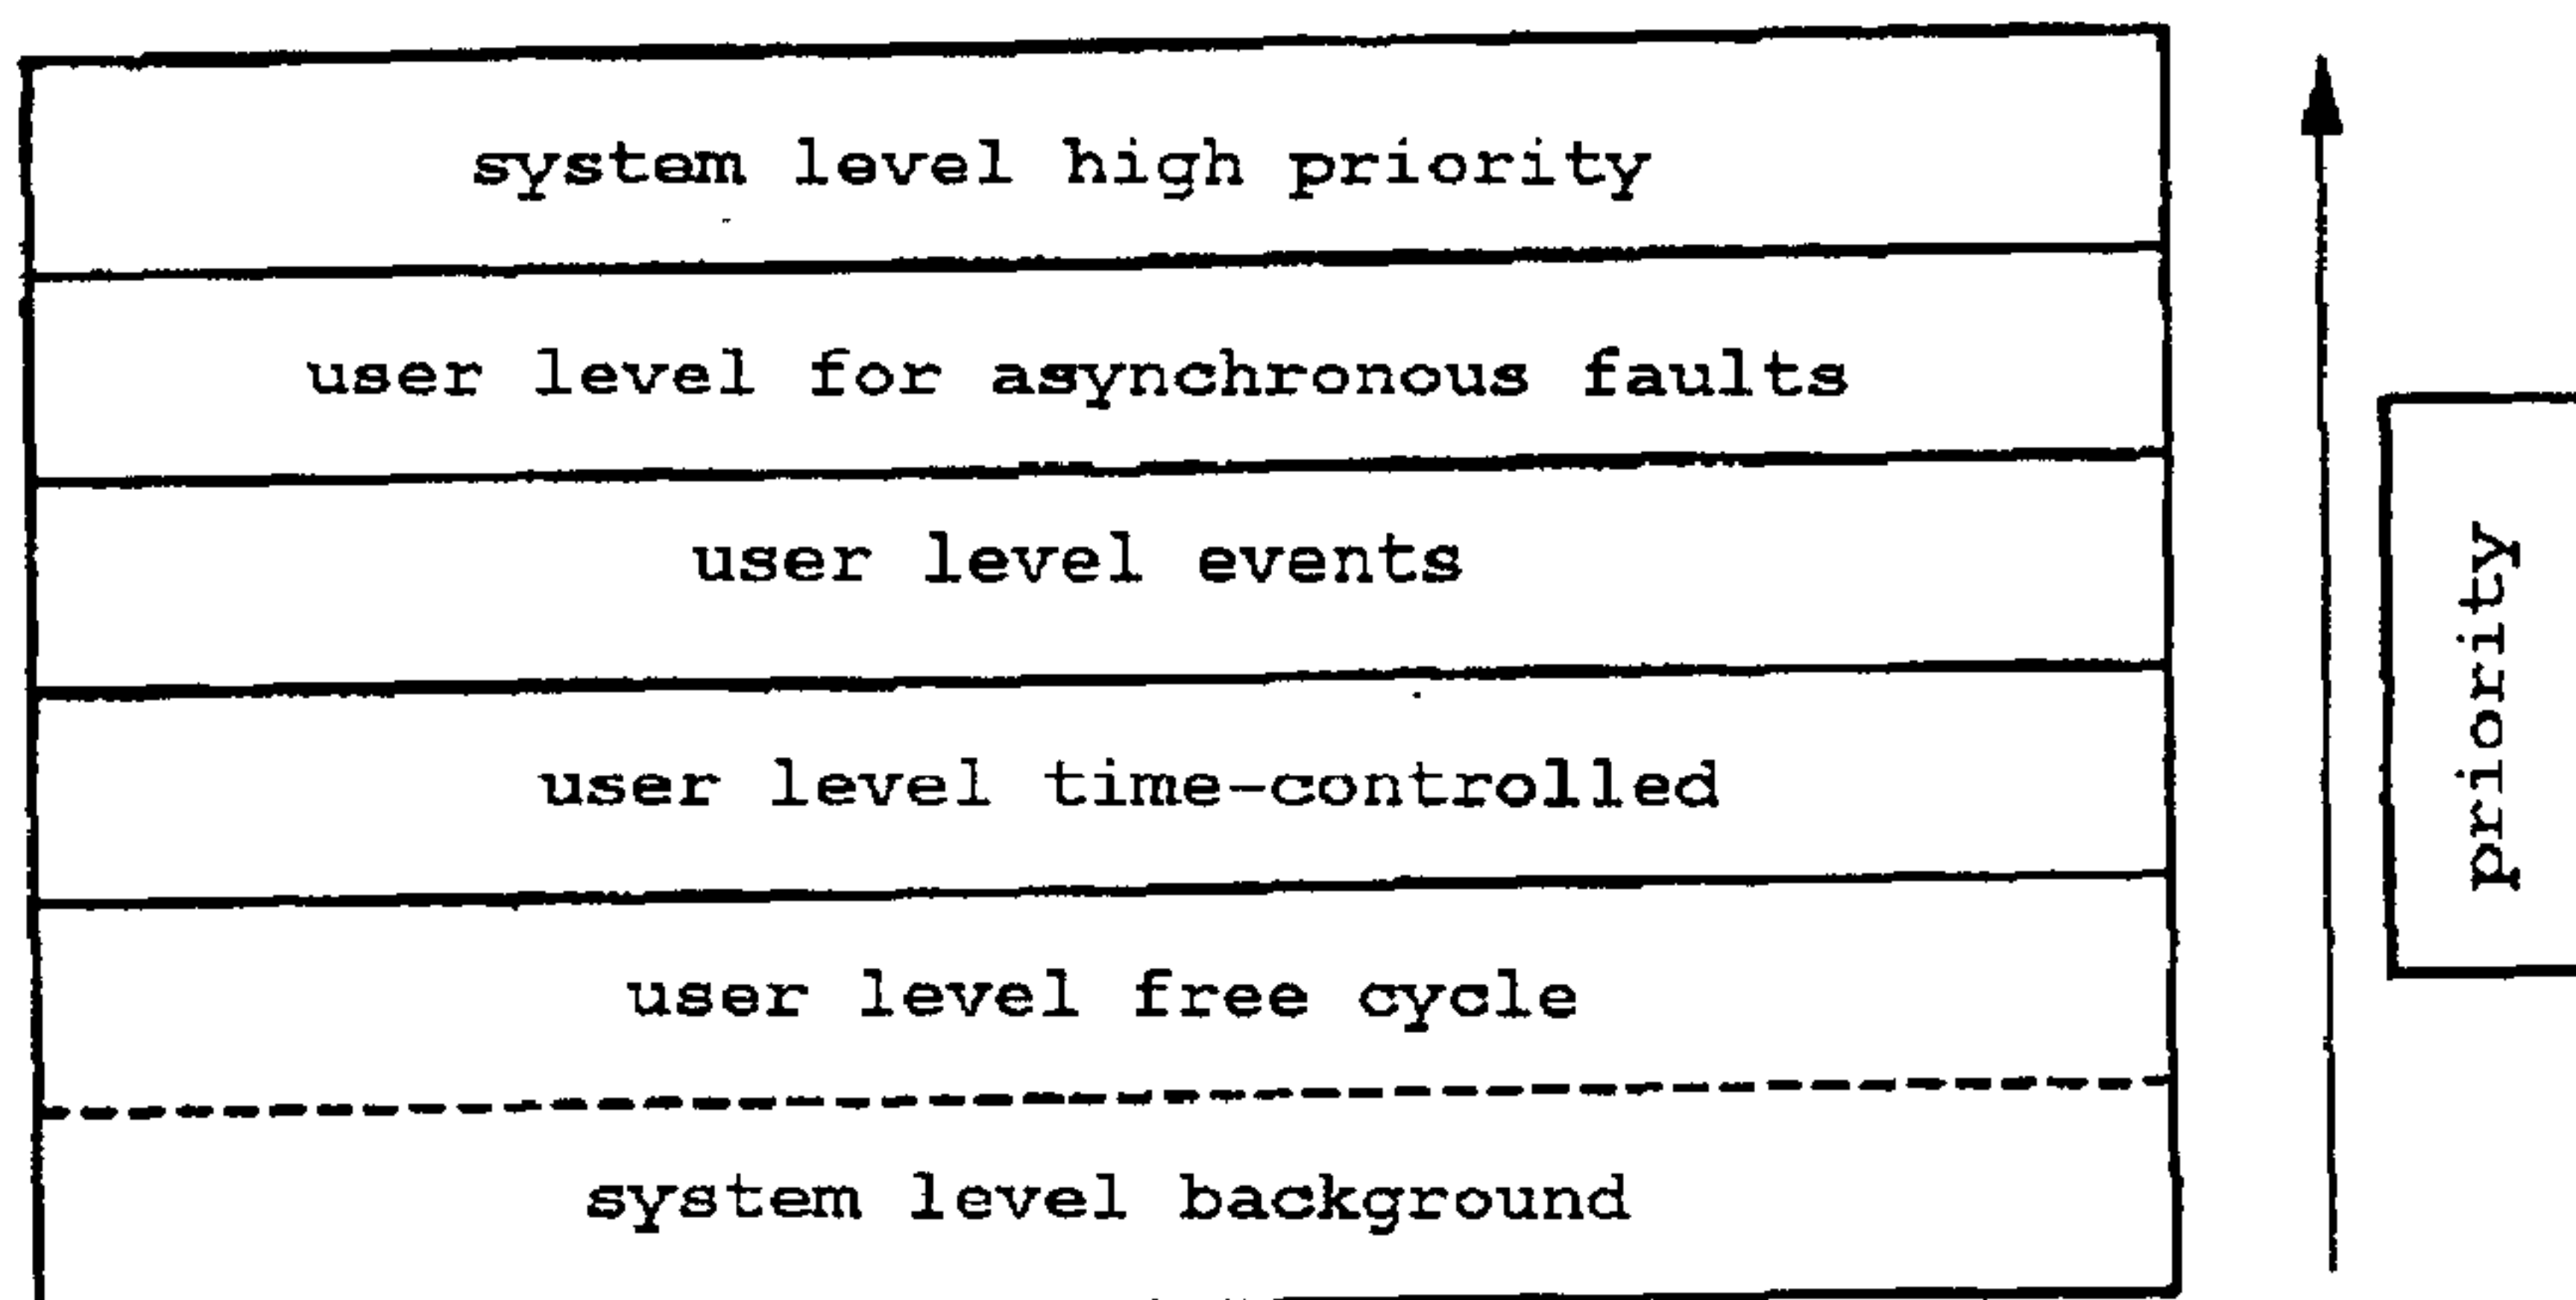 system level high priority
user level for asynchronous faults
user level events
user level time-controlled
user level free cycle
system level background
priority